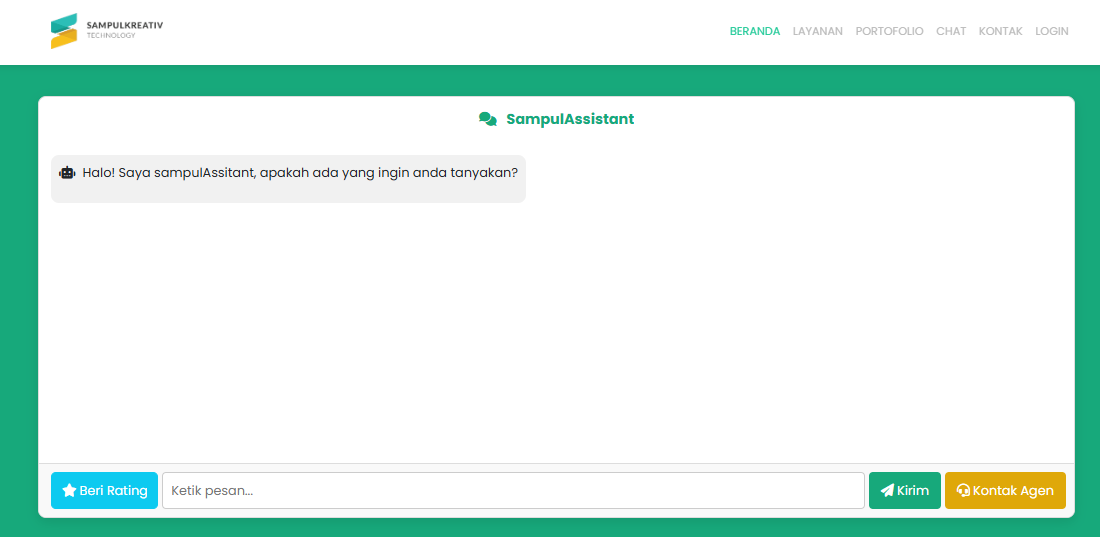 SAMPULKREATIV
TECHNOLOGY
BERANDA LAYANAN PORTOFOLIO CHAT KONTAK LOGIN
SampulAssistant
Halo! Saya sampulAssitant, apakah ada yang ingin anda tanyakan?
Beri Rating Ketik pesan... Kirim Kontak Agen